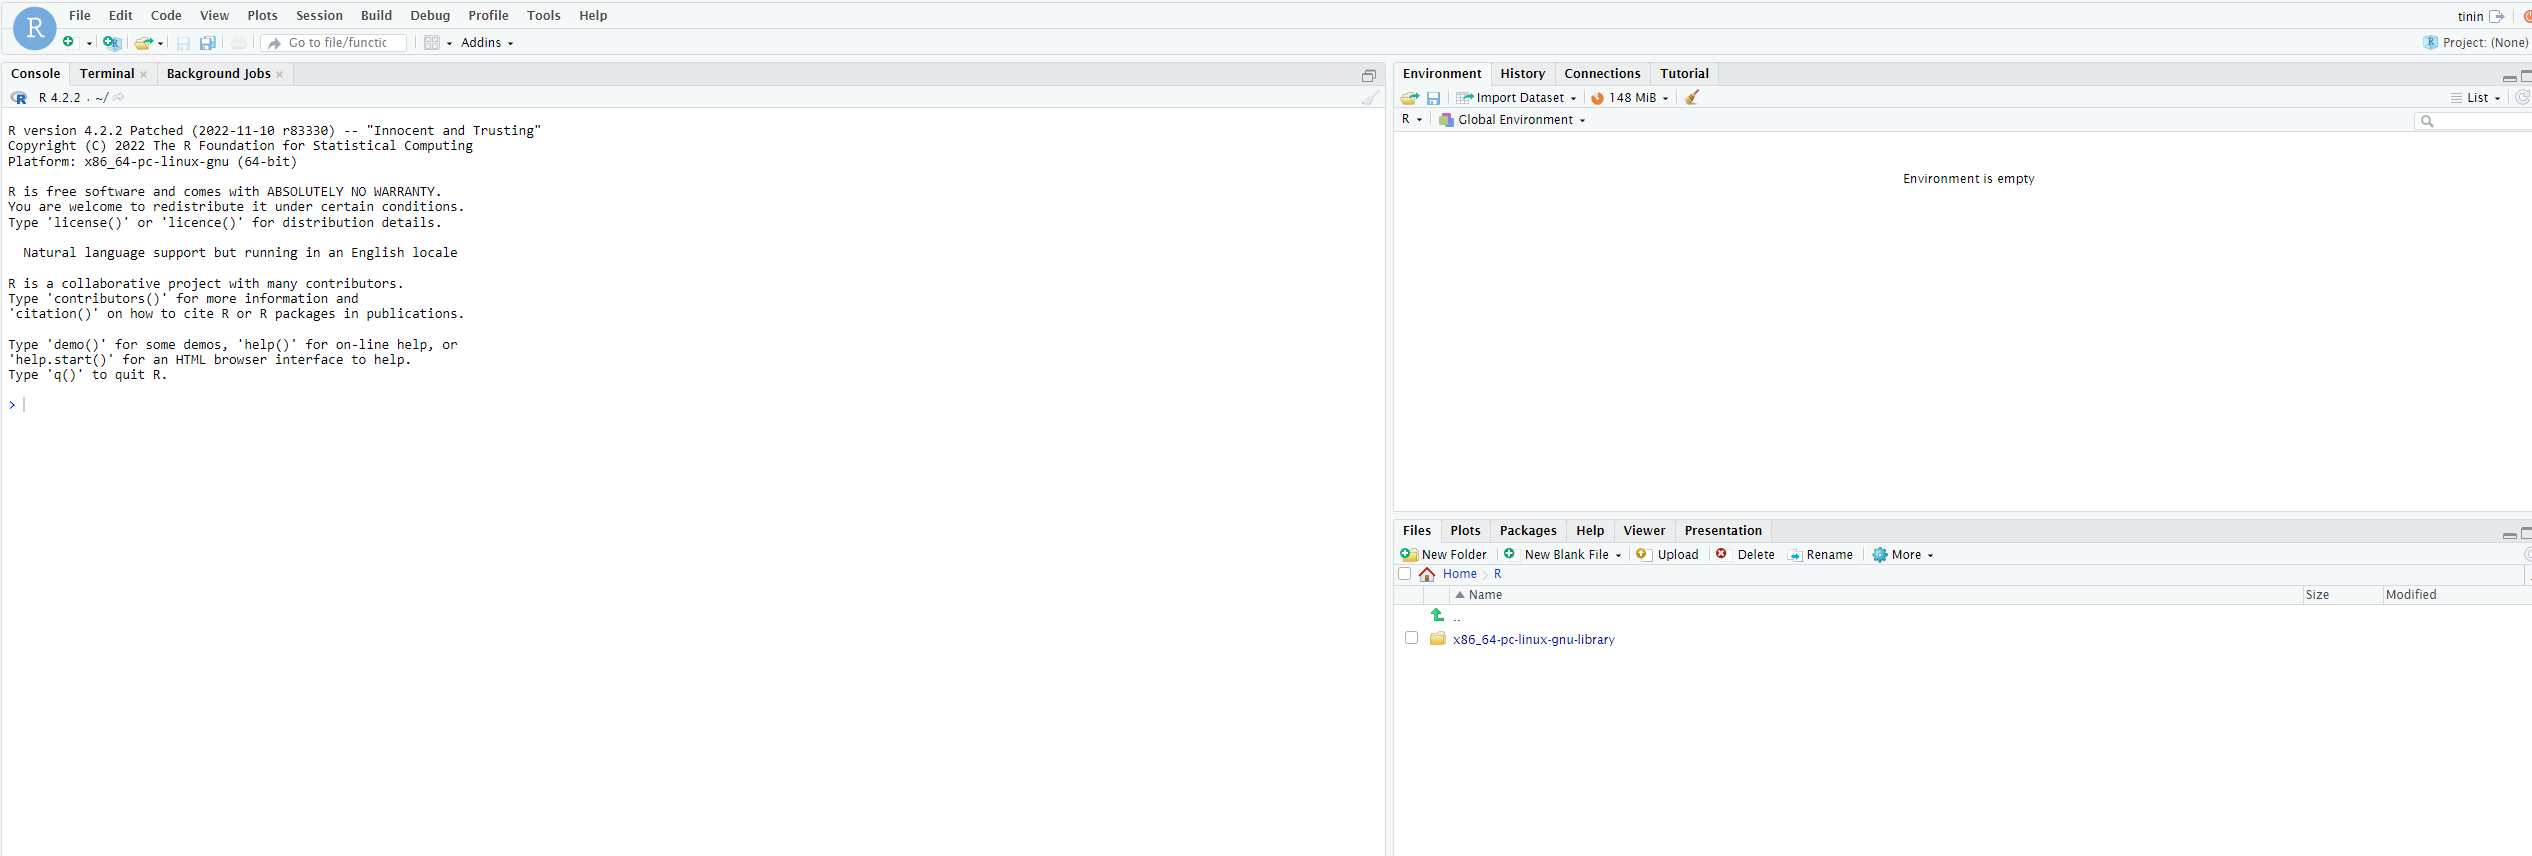 File Edit Code View Plots Session Build Debug Profile Tools Help
tinin
R
Go to file/functic
Addins
Project: (None)
Console Terminal Background Jobs
R 4.2.2 . ~/
R version 4.2.2 Patched (2022-11-10 r83330) -- "Innocent and Trusting"
Copyright (C) 2022 The R Foundation for Statistical Computing
Platform: x86_64-pc-linux-gnu (64-bit)
R is free software and comes with ABSOLUTELY NO WARRANTY.
You are welcome to redistribute it under certain conditions.
Type 'license()' or 'licence()' for distribution details.
Natural language support but running in an English locale
R is a collaborative project with many contributors.
Type 'contributors()' for more information and
'citation()' on how to cite R or R packages in publications.
Type 'demo()' for some demos, 'help()' for on-line help, or
'help.start()' for an HTML browser interface to help.
Type 'q()' to quit R.
>
Environment History Connections Tutorial
Import Dataset 148 MiB List
R Global Environment
Environment is empty
Files Plots Packages Help Viewer Presentation
New Folder New Blank File Upload Delete Rename More
Home R
Name Size Modified
..
x86_64-pc-linux-gnu-library